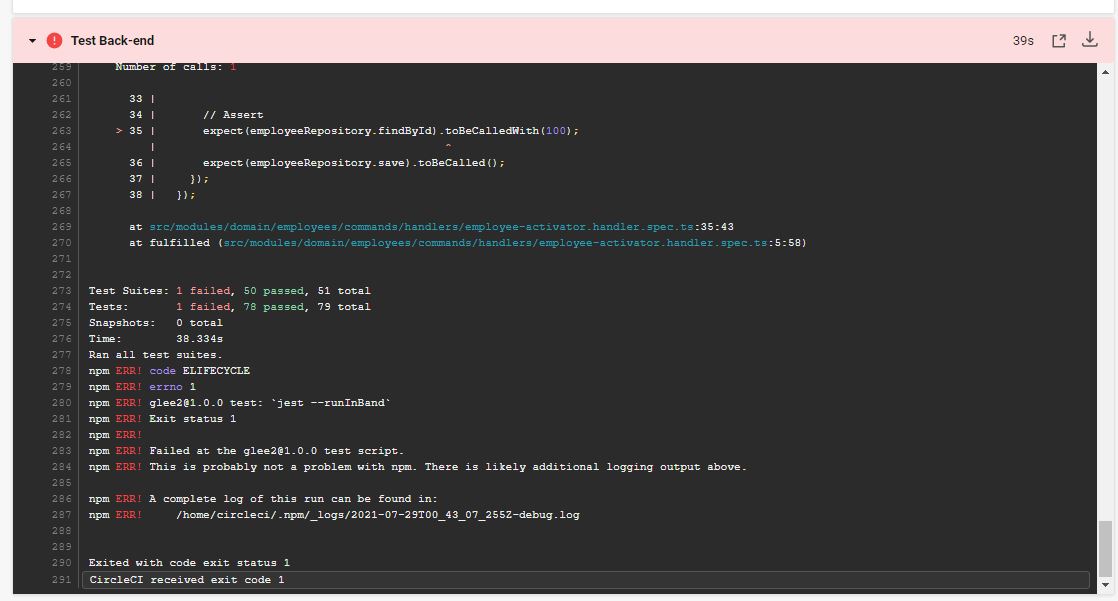 Test Back-end 39s
259 Number of calls: 1
260
261 33 |
262 34 | // Assert
263 > 35 | expect(employeeRepository.findById).toBeCalledWith(100);
264 | ^
265 36 | expect(employeeRepository.save).toBeCalled();
266 37 | });
267 38 | });
268
269 at src/modules/domain/employees/commands/handlers/employee-activator.handler.spec.ts:35:43
270 at fulfilled (src/modules/domain/employees/commands/handlers/employee-activator.handler.spec.ts:5:58)
271
272
273 Test Suites: 1 failed, 50 passed, 51 total
274 Tests: 1 failed, 78 passed, 79 total
275 Snapshots: 0 total
276 Time: 38.334s
277 Ran all test suites.
278 npm ERR! code ELIFECYCLE
279 npm ERR! errno 1
280 npm ERR! glee2@1.0.0 test: `jest --runInBand`
281 npm ERR! Exit status 1
282 npm ERR!
283 npm ERR! Failed at the glee2@1.0.0 test script.
284 npm ERR! This is probably not a problem with npm. There is likely additional logging output above.
285
286 npm ERR! A complete log of this run can be found in:
287 npm ERR! /home/circleci/.npm/_logs/2021-07-29T00_43_07_255Z-debug.log
288
289
290 Exited with code exit status 1
291 CircleCI received exit code 1